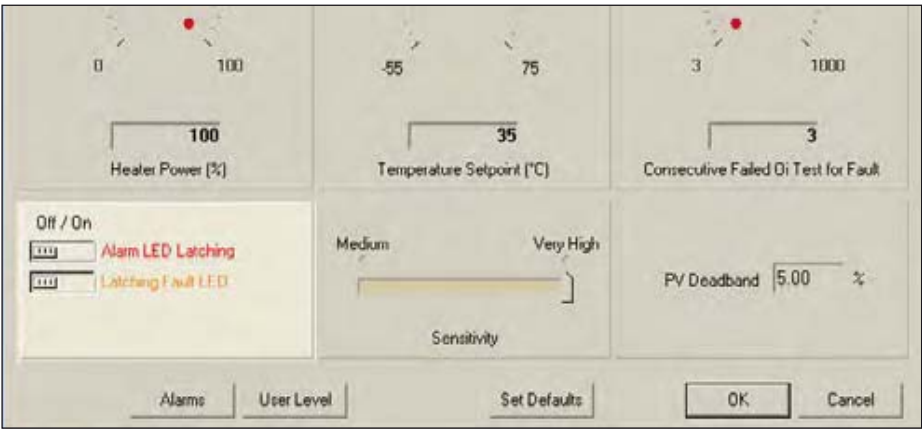 0 100
-55 75
3 1000
100
35
3
Heater Power (%)
Temperature Setpoint (°C)
Consecutive Failed Oi Test for Fault
Off / On
Alarm LED Latching
Latching Fault LED
Medium Very High
Sensitivity
PV Deadband 5.00 %
Alarms
User Level
Set Defaults
OK
Cancel